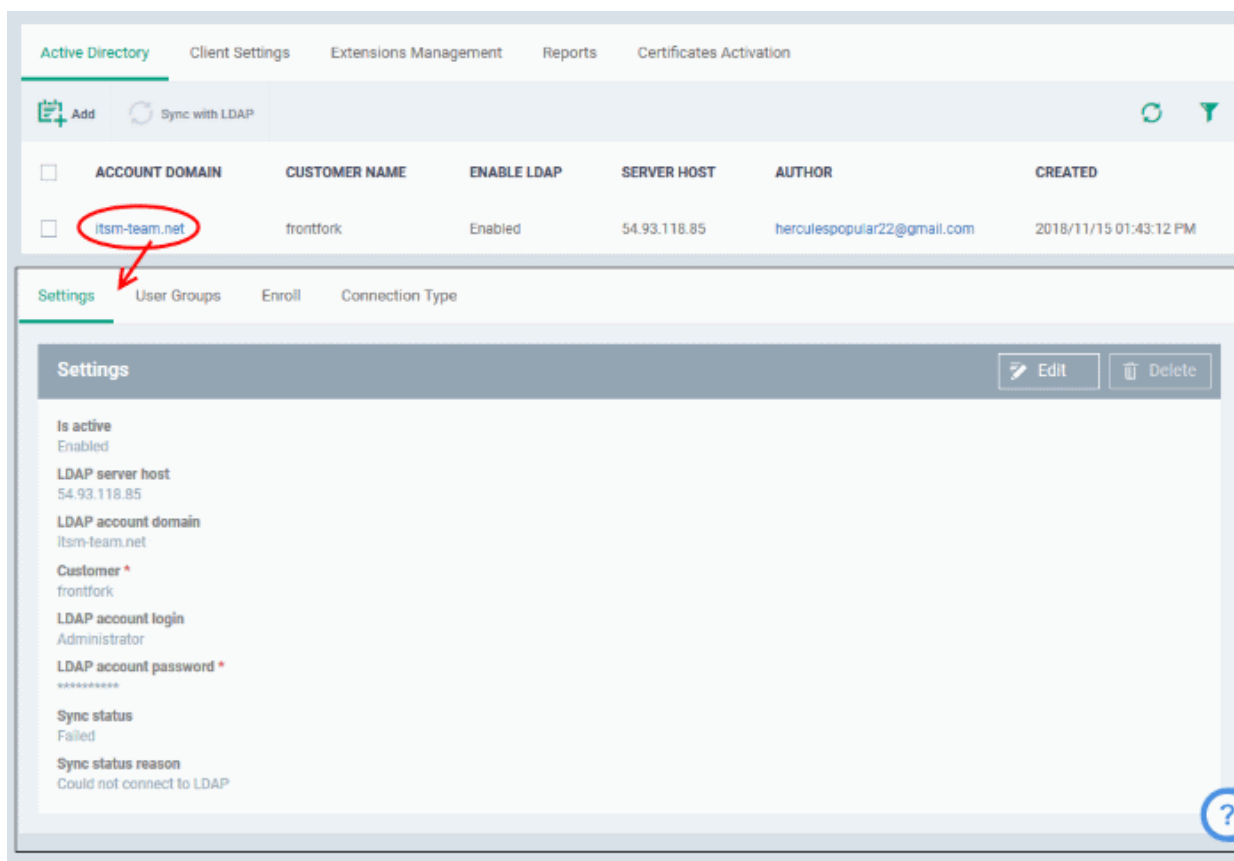 Active Directory Client Settings Extensions Management Reports Certificates Activation
Add Sync with LDAP
ACCOUNT DOMAIN CUSTOMER NAME ENABLE LDAP SERVER HOST AUTHOR CREATED
itsm-team.net frontfork Enabled 54.93.118.85 herculespopular22@gmail.com 2018/11/15 01:43:12 PM
Settings User Groups Enroll Connection Type
Settings Edit Delete
Is active
Enabled
LDAP server host
54.93.118.85
LDAP account domain
itsm-team.net
Customer *
frontfork
LDAP account login
Administrator
LDAP account password *
**********
Sync status
Failed
Sync status reason
Could not connect to LDAP
?